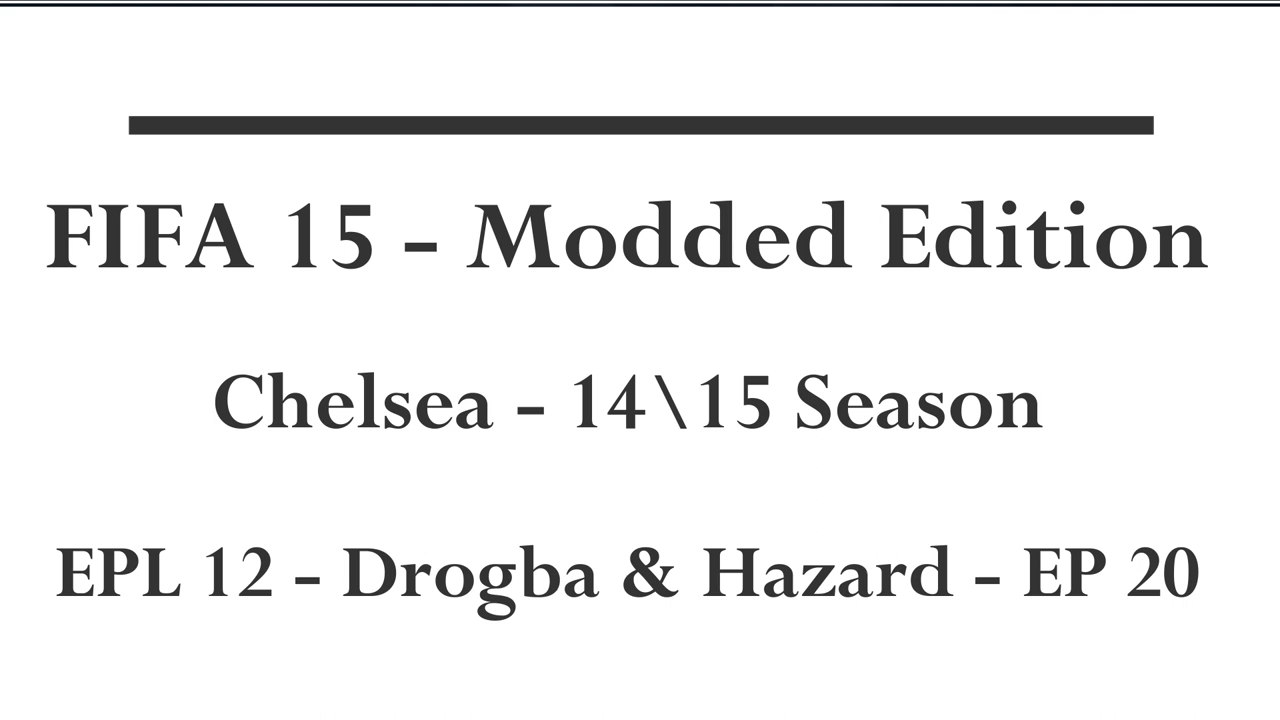 FIFA 15 - Modded Edition
Chelsea - 14\15 Season
EPL 12 - Drogba & Hazard - EP 20